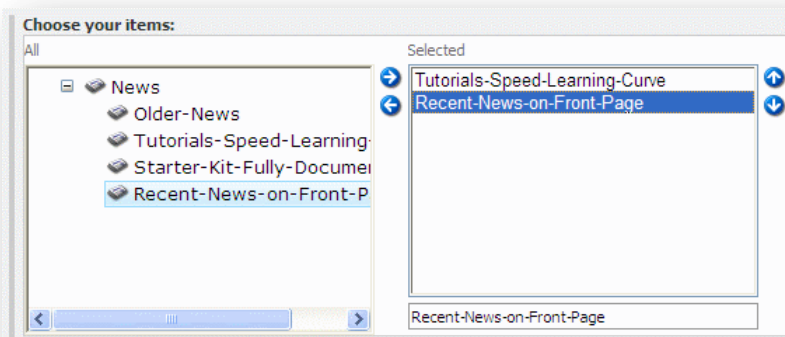 Choose your items:
All
Selected
News
Older-News
Tutorials-Speed-Learning-
Starter-Kit-Fully-Documen
Recent-News-on-Front-P
Tutorials-Speed-Learning-Curve
Recent-News-on-Front-Page
Recent-News-on-Front-Page